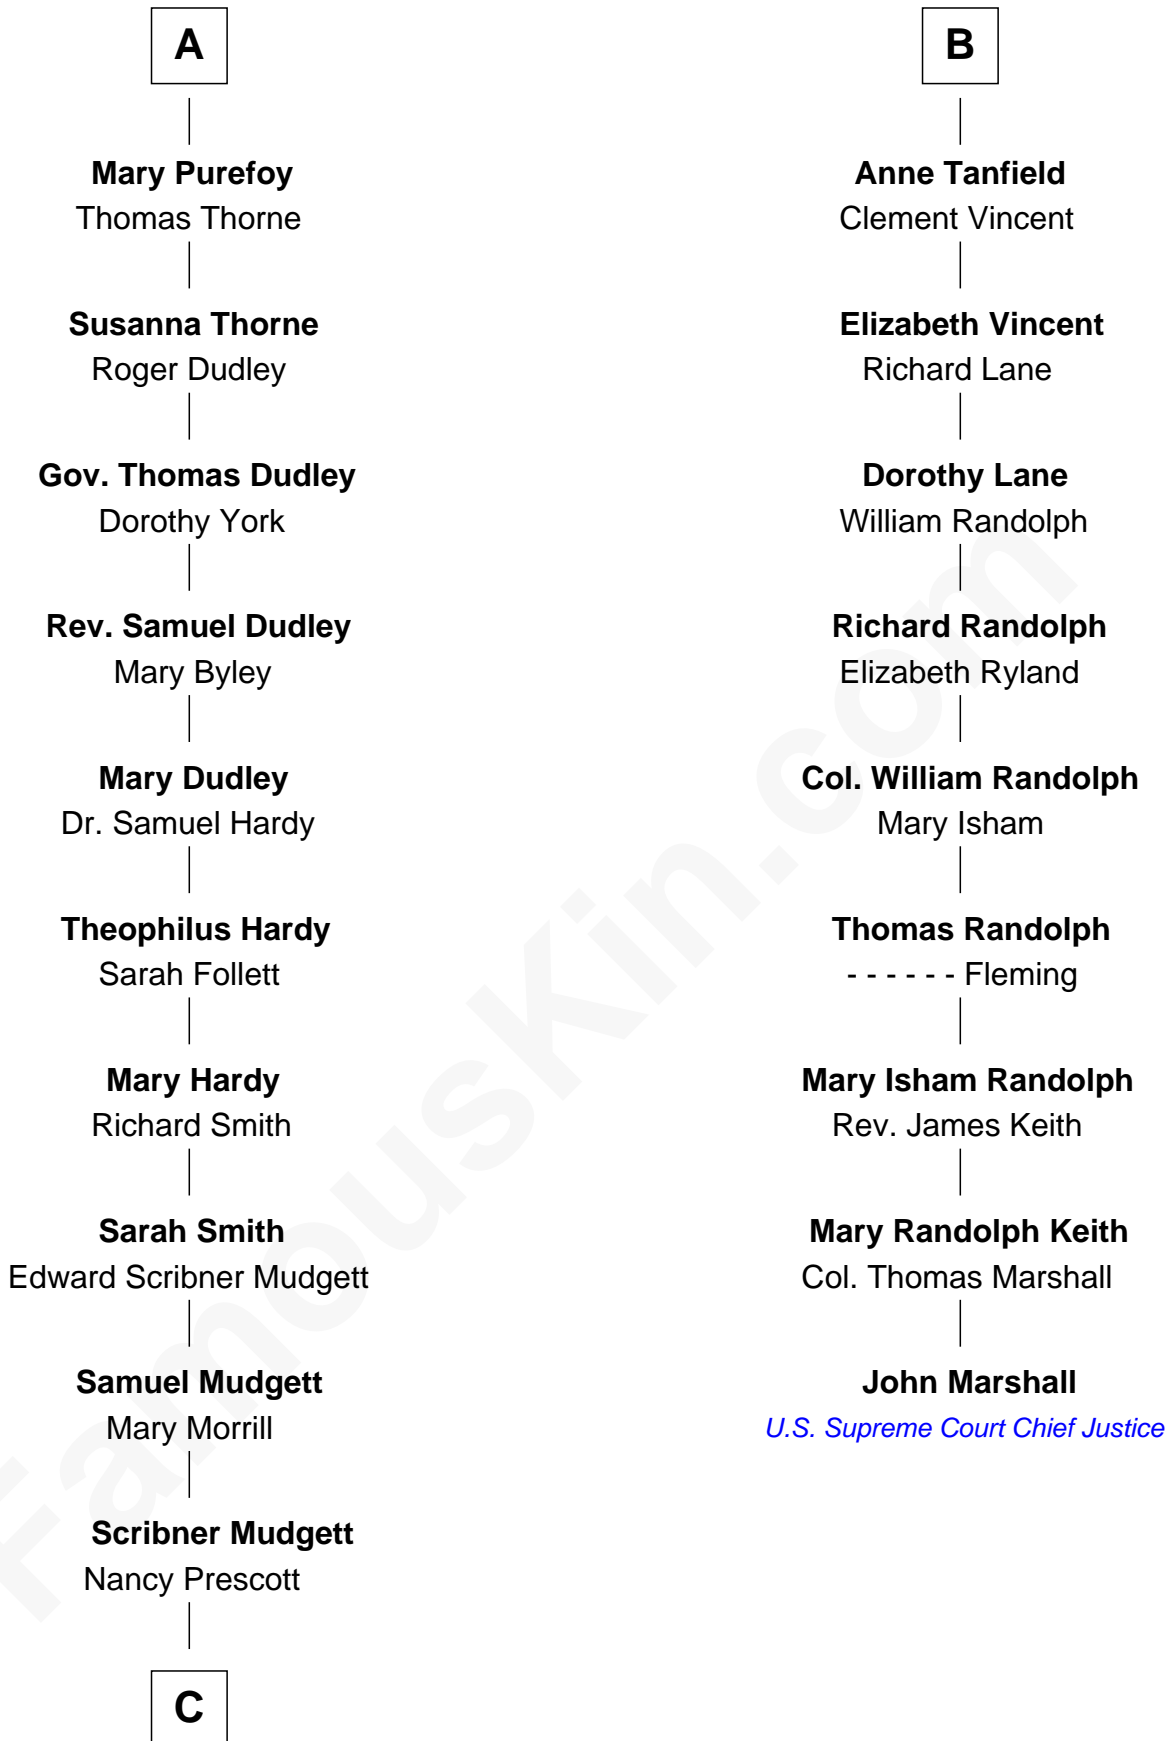 A
Mary Purefoy
Thomas Thorne
Susanna Thorne
Roger Dudley
Gov. Thomas Dudley
Dorothy York
Rev. Samuel Dudley
Mary Byley
Mary Dudley
Dr. Samuel Hardy
Theophilus Hardy
Sarah Follett
Mary Hardy
Richard Smith
Sarah Smith
Edward Scribner Mudgett
Samuel Mudgett
Mary Morrill
Scribner Mudgett
Nancy Prescott
C
B
Anne Tanfield
Clement Vincent
Elizabeth Vincent
Richard Lane
Dorothy Lane
William Randolph
Richard Randolph
Elizabeth Ryland
Col. William Randolph
Mary Isham
Thomas Randolph
- - - - - - Fleming
Mary Isham Randolph
Rev. James Keith
Mary Randolph Keith
Col. Thomas Marshall
John Marshall
U.S. Supreme Court Chief Justice
FamousKin.com